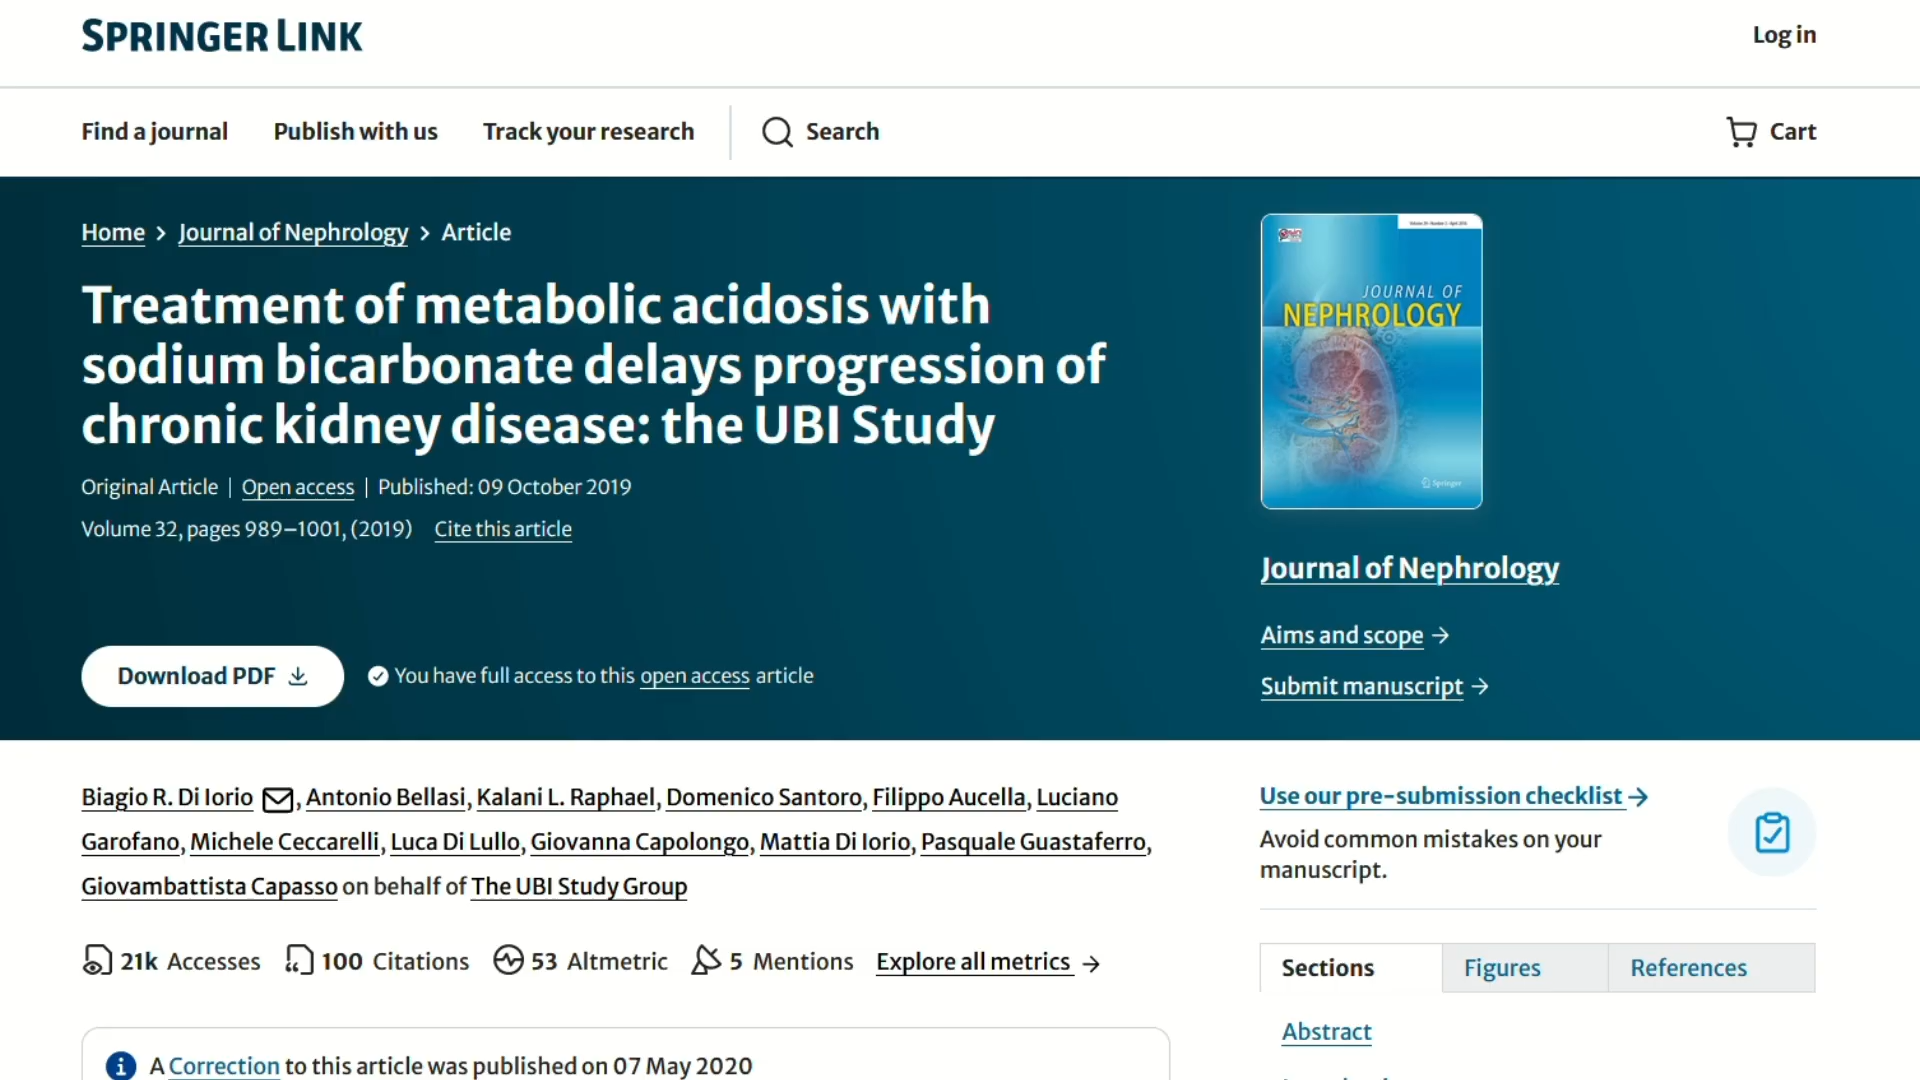 SPRINGER LINK
Log in
Find a journal
Publish with us
Track your research
Search
Cart
Home > Journal of Nephrology > Article
Treatment of metabolic acidosis with
sodium bicarbonate delays progression of
chronic kidney disease: the UBI Study
Original Article | Open access | Published: 09 October 2019
Volume 32, pages 989–1001, (2019) Cite this article
Download PDF
You have full access to this open access article
JOURNAL OF
NEPHROLOGY
Springer
Journal of Nephrology
Aims and scope →
Submit manuscript →
Biagio R. Di Iorio, Antonio Bellasi, Kalani L. Raphael, Domenico Santoro, Filippo Aucella, Luciano
Garofano, Michele Ceccarelli, Luca Di Lullo, Giovanna Capolongo, Mattia Di Iorio, Pasquale Guastaferro,
Giovambattista Capasso on behalf of The UBI Study Group
21k Accesses 100 Citations 53 Altmetric 5 Mentions Explore all metrics →
A Correction to this article was published on 07 May 2020
Use our pre-submission checklist →
Avoid common mistakes on your
manuscript.
Sections
Figures
References
Abstract